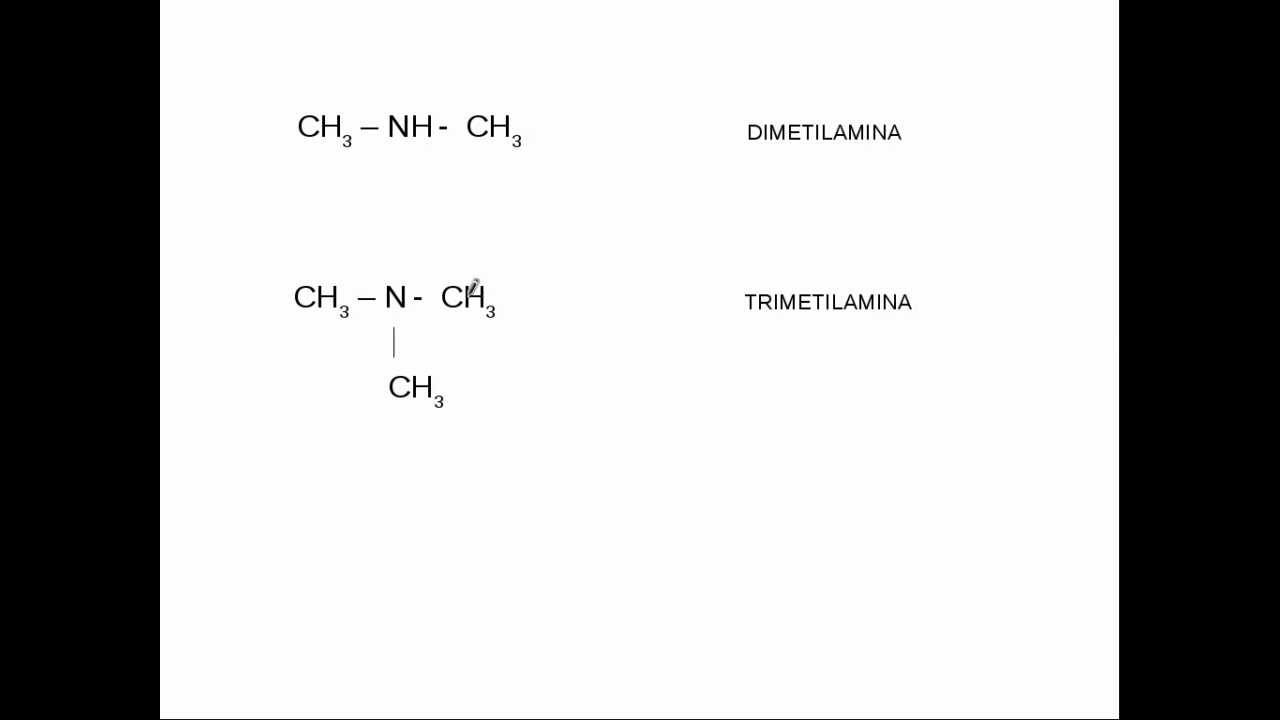 CH3 – NH - CH3 DIMETILAMINA
CH3 – N - CH3 TRIMETILAMINA
|
CH3